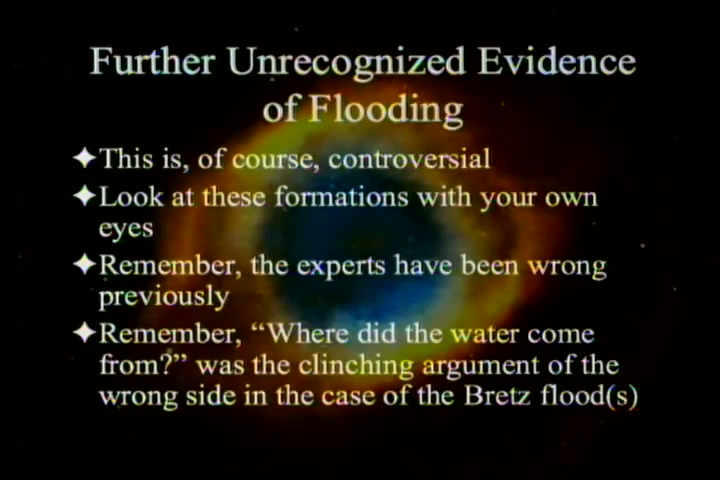 Further Unrecognized Evidence
of Flooding
✦This is, of course, controversial
✦Look at these formations with your own
eyes
✦Remember, the experts have been wrong
previously
✦Remember, “Where did the water come
from?” was the clinching argument of the
wrong side in the case of the Bretz flood(s)